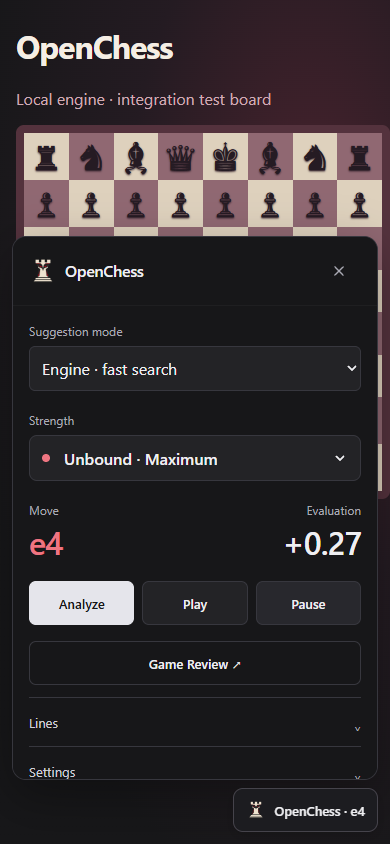 OpenChess
Local engine · integration test board
OpenChess
Suggestion mode
Engine · fast search
Strength
Unbound · Maximum
Move
Evaluation
e4
+0.27
Analyze
Play
Pause
Game Review ↗
Lines
Settings
OpenChess · e4